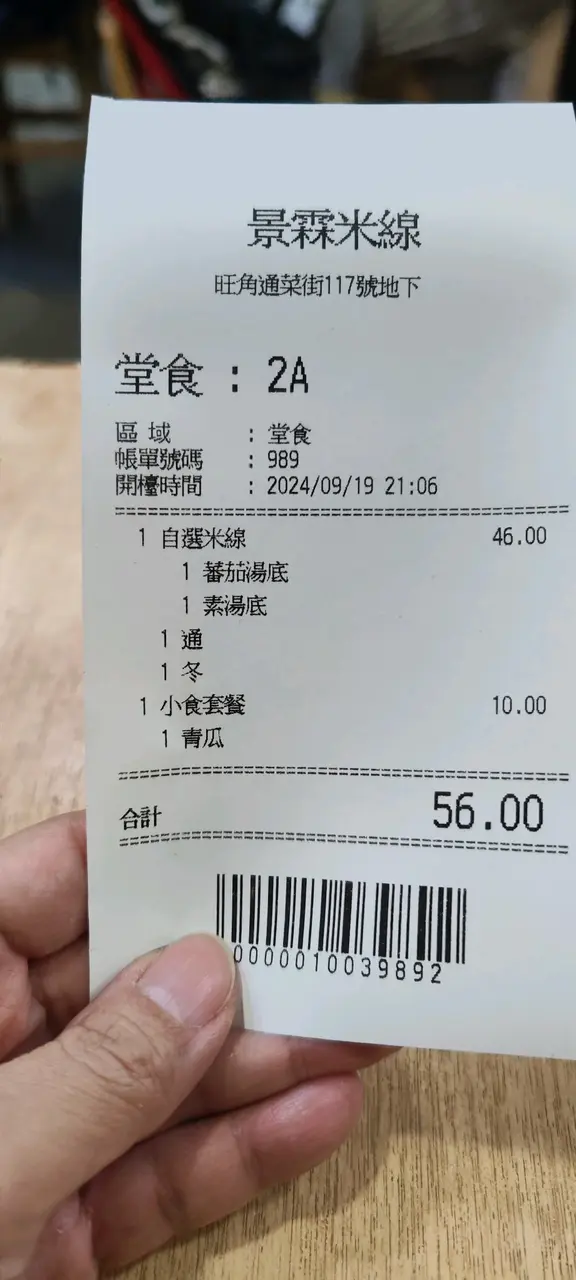 景霖米線
旺角通菜街117號地下
堂食 : 2A
區域 : 堂食
帳單號碼 : 989
開檯時間 : 2024/09/19 21:06
1 自選米線 46.00
1 蕃茄湯底
1 素湯底
1 通
1 冬
1 小食套餐 10.00
1 青瓜
合計 56.00
0000010039892